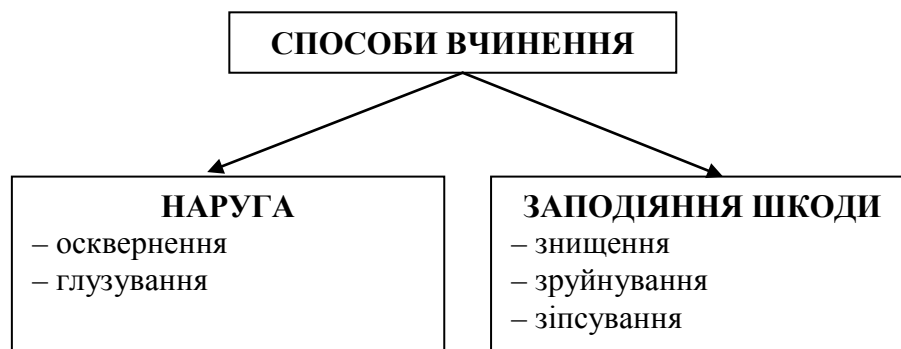 СПОСОБИ ВЧИНЕННЯ
НАРУГА
– осквернення
– глузування
ЗАПОДІЯННЯ ШКОДИ
– знищення
– зруйнування
– зіпсування